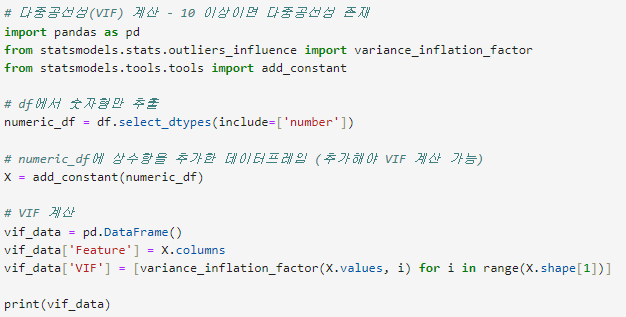 # 다중공선성(VIF) 계산 - 10 이상이면 다중공선성 존재
import pandas as pd
from statsmodels.stats.outliers_influence import variance_inflation_factor
from statsmodels.tools.tools import add_constant

# df에서 숫자형만 추출
numeric_df = df.select_dtypes(include=['number'])

# numeric_df에 상수항을 추가한 데이터프레임 (추가해야 VIF 계산 가능)
X = add_constant(numeric_df)

# VIF 계산
vif_data = pd.DataFrame()
vif_data['Feature'] = X.columns
vif_data['VIF'] = [variance_inflation_factor(X.values, i) for i in range(X.shape[1])]

print(vif_data)